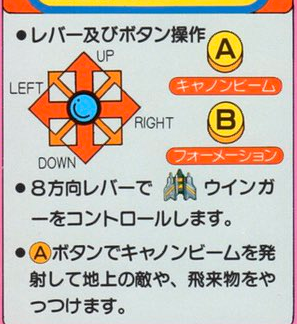 ●レバー及びボタン操作
UP
A
LEFT
キャノンビーム
RIGHT
B
DOWN
フォーメーション
●8方向レバーで ウインガ
ーをコントロールします。
●Aボタンでキャノンビームを発
射して地上の敵や、飛来物をや
っつけます。